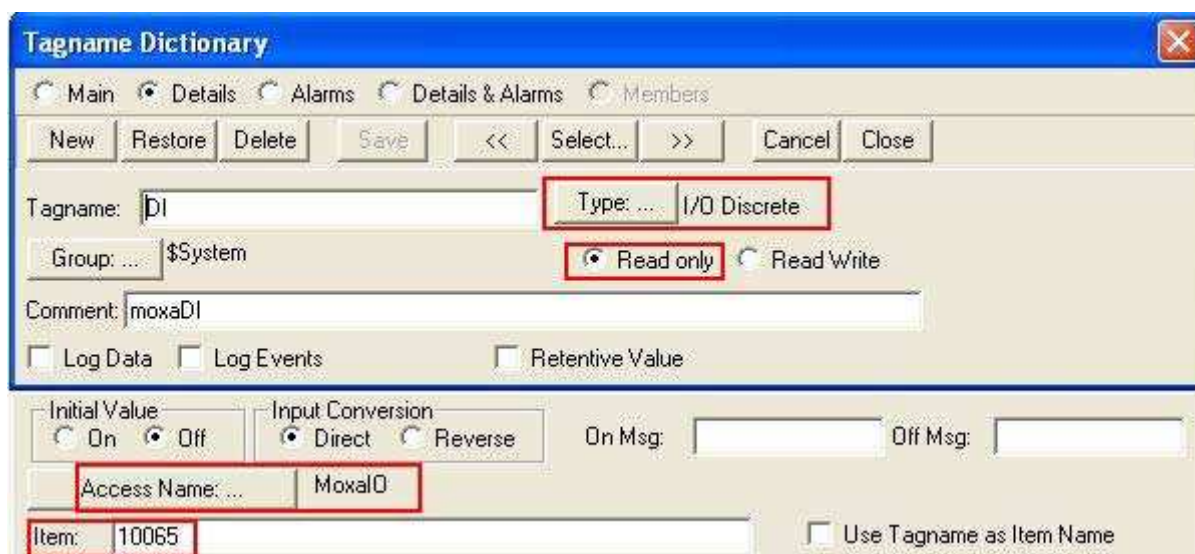 Tagname Dictionary
Main Details Alarms Details & Alarms Members
New Restore Delete Save << Select... >> Cancel Close
Tagname: DI Type: ... I/O Discrete
Group: ... $System Read only Read Write
Comment: moxaDI
Log Data Log Events Retentive Value
Initial Value Input Conversion
On Off Direct Reverse On Msg: Off Msg:
Access Name: ... MoxaIO
Item: 10065 Use Tagname as Item Name